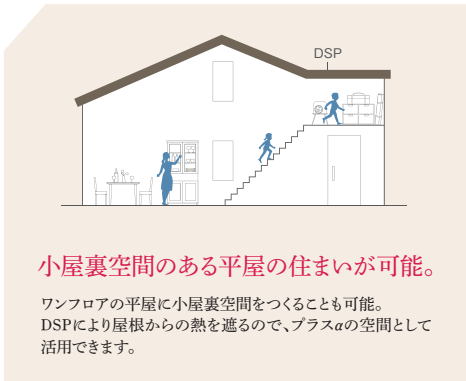 DSP
小屋裏空間のある平屋の住まいが可能。
ワンフロアの平屋に小屋裏空間をつくることも可能。
DSPにより屋根からの熱を遮るので、プラスαの空間として
活用できます。